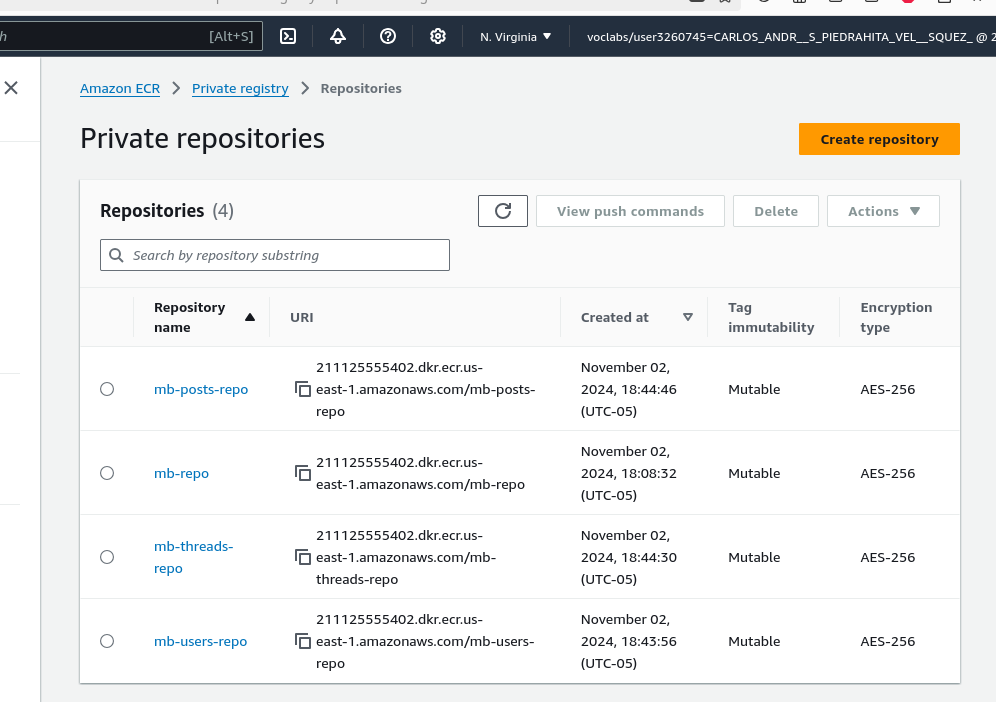 h [Alt+S] N. Virginia voclabs/user3260745=CARLOS_ANDR__S_PIEDRAHITA_VEL__SQUEZ_ @ 2
Amazon ECR > Private registry > Repositories
Private repositories
Create repository
Repositories (4)
View push commands
Delete
Actions
Search by repository substring
Repository name
URI
Created at
Tag immutability
Encryption type
mb-posts-repo
211125555402.dkr.ecr.us-
east-1.amazonaws.com/mb-posts-
repo
November 02,
2024, 18:44:46
(UTC-05)
Mutable
AES-256
mb-repo
211125555402.dkr.ecr.us-
east-1.amazonaws.com/mb-repo
November 02,
2024, 18:08:32
(UTC-05)
Mutable
AES-256
mb-threads-
repo
211125555402.dkr.ecr.us-
east-1.amazonaws.com/mb-
threads-repo
November 02,
2024, 18:44:30
(UTC-05)
Mutable
AES-256
mb-users-repo
211125555402.dkr.ecr.us-
east-1.amazonaws.com/mb-users-
repo
November 02,
2024, 18:43:56
(UTC-05)
Mutable
AES-256